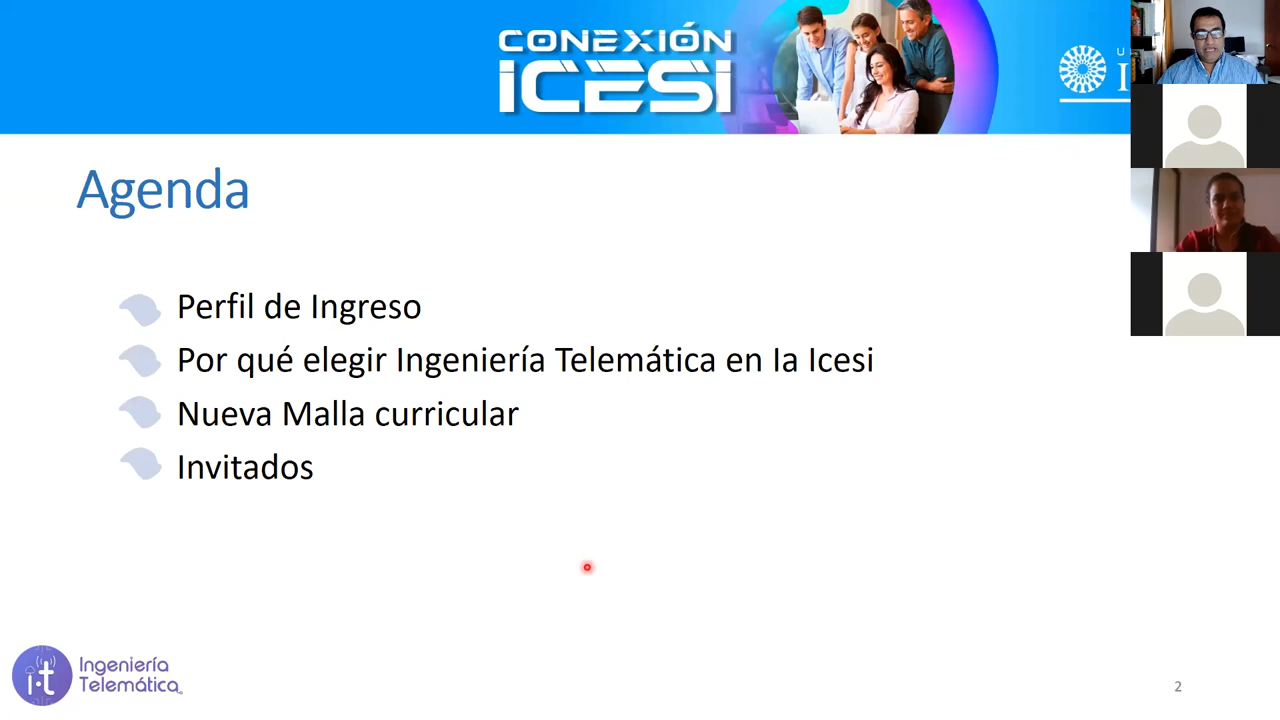 CONEXIÓN
ICESI
Agenda
Perfil de Ingreso
Por qué elegir Ingeniería Telemática en la Icesi
Nueva Malla curricular
Invitados
i·t Ingeniería
Telemática
2